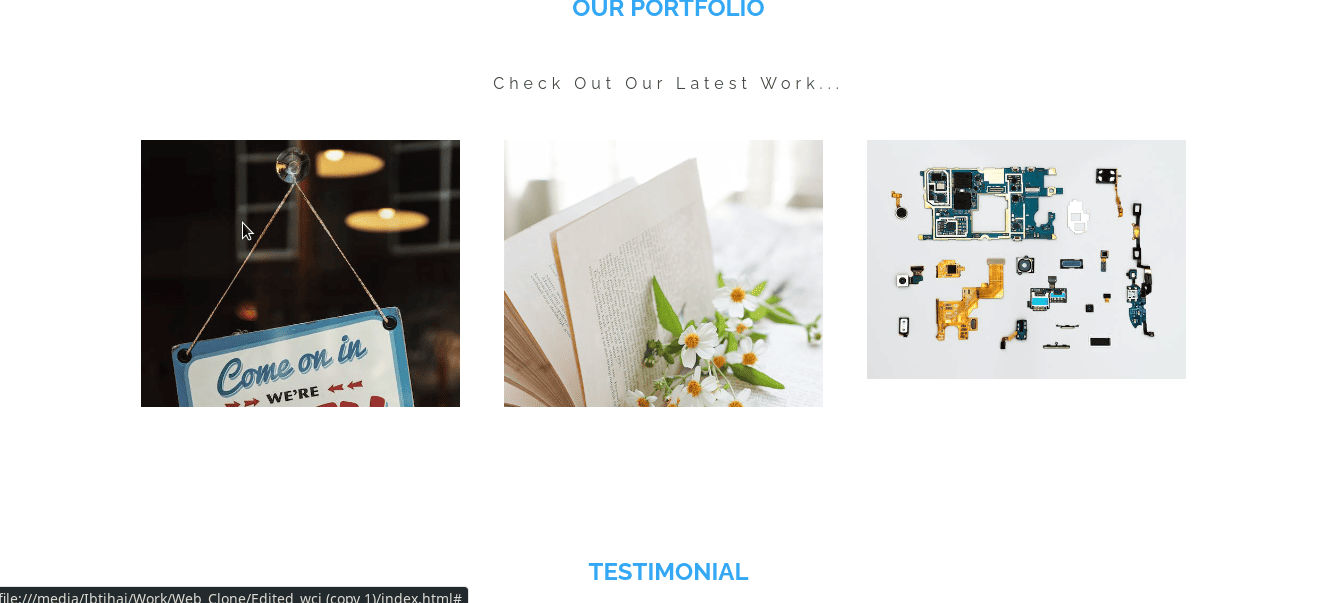 OUR PORTFOLIO
Check Out Our Latest Work...
Come on in
WE'RE
TESTIMONIAL
file:///media/Ibtihaj/Work/Web_Clone/Edited_wci (copy 1)/index.html#